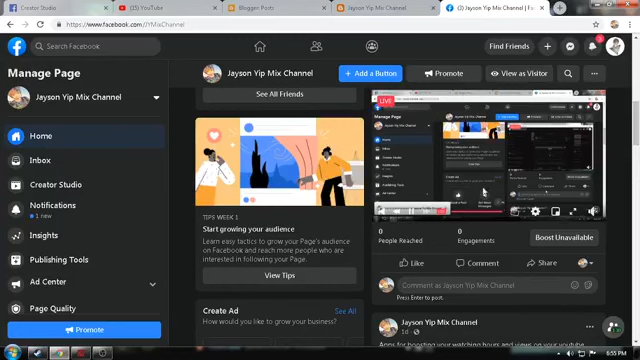 Creator Studio
(15) YouTube
Blogger: Posts
Jayson Yip Mix Channel
(3) Jayson Yip Mix Channel | Fac
https://www.facebook.com/JYMixChannel
Search Facebook
Find Friends
Manage Page
Jayson Yip Mix Channel
Jayson Yip Mix Channel
+ Add a Button
Promote
View as Visitor
Home
Inbox
Creator Studio
Notifications
1 new
Insights
Publishing Tools
Ad Center
Page Quality
Promote
See All Friends
TIPS WEEK 1
Start growing your audience
Learn easy tactics to grow your Page's audience
on Facebook and reach more people who are
interested in following your Page.
View Tips
Create Ad
See All
How would you like to grow your business?
LIVE
Manage Page
0
People Reached
0
Engagements
Boost Unavailable
Like
Comment
Share
Comment as Jayson Yip Mix Channel
Press Enter to post.
Jayson Yip Mix Channel
1d
Apps for boosting your watching hours and views on your youtube
5:55 PM